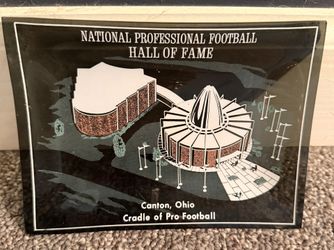 NATIONAL PROFESSIONAL FOOTBALL
HALL OF FAME
Canton, Ohio
Cradle of Pro-Football